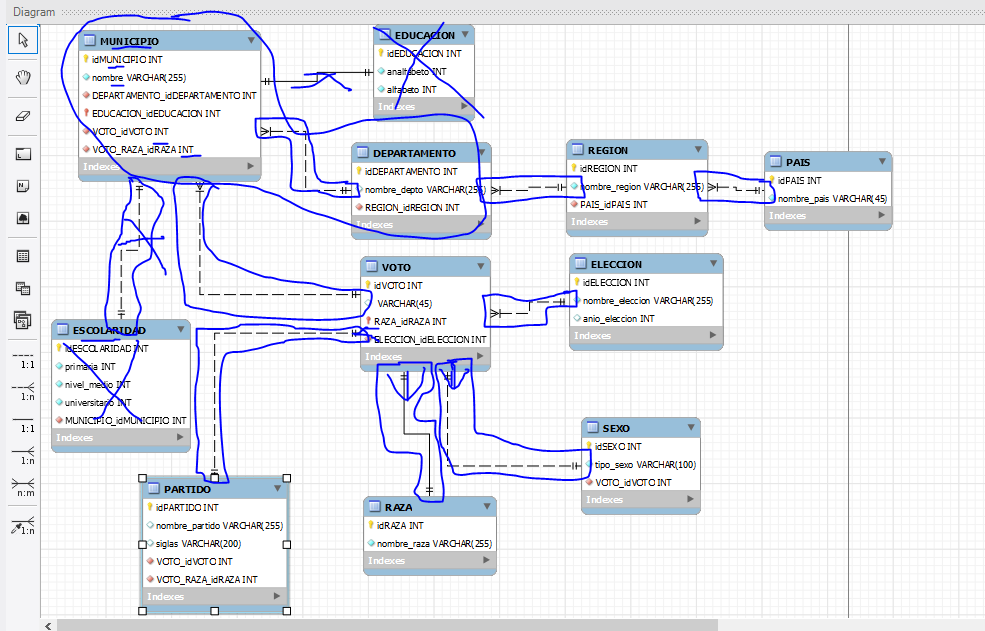 Diagram
MUNICIPIO
idMUNICIPIO INT
nombre VARCHAR(255)
DEPARTAMENTO_idDEPARTAMENTO INT
EDUCACION_idEDUCACION INT
VOTO_idVOTO INT
VOTO_RAZA_idRAZA INT
Indexes
EDUCACION
idEDUCACION INT
analfabeto INT
alfabeto INT
Indexes
DEPARTAMENTO
idDEPARTAMENTO INT
nombre_depto VARCHAR(255)
REGION_idREGION INT
Indexes
REGION
idREGION INT
nombre_region VARCHAR(255)
PAIS_idPAIS INT
Indexes
PAIS
idPAIS INT
nombre_pais VARCHAR(45)
Indexes
VOTO
idVOTO INT
VARCHAR(45)
RAZA_idRAZA INT
ELECCION_idELECCION INT
Indexes
ELECCION
idELECCION INT
nombre_eleccion VARCHAR(255)
anio_eleccion INT
Indexes
ESCOLARIDAD
idESCOLARIDAD INT
primaria INT
nivel_medio INT
universitario INT
MUNICIPIO_idMUNICIPIO INT
Indexes
SEXO
idSEXO INT
tipo_sexo VARCHAR(100)
VOTO_idVOTO INT
Indexes
PARTIDO
idPARTIDO INT
nombre_partido VARCHAR(255)
siglas VARCHAR(200)
VOTO_idVOTO INT
VOTO_RAZA_idRAZA INT
Indexes
RAZA
idRAZA INT
nombre_raza VARCHAR(255)
Indexes
1:1
1:n
1:1
1:n
n:m
1:n